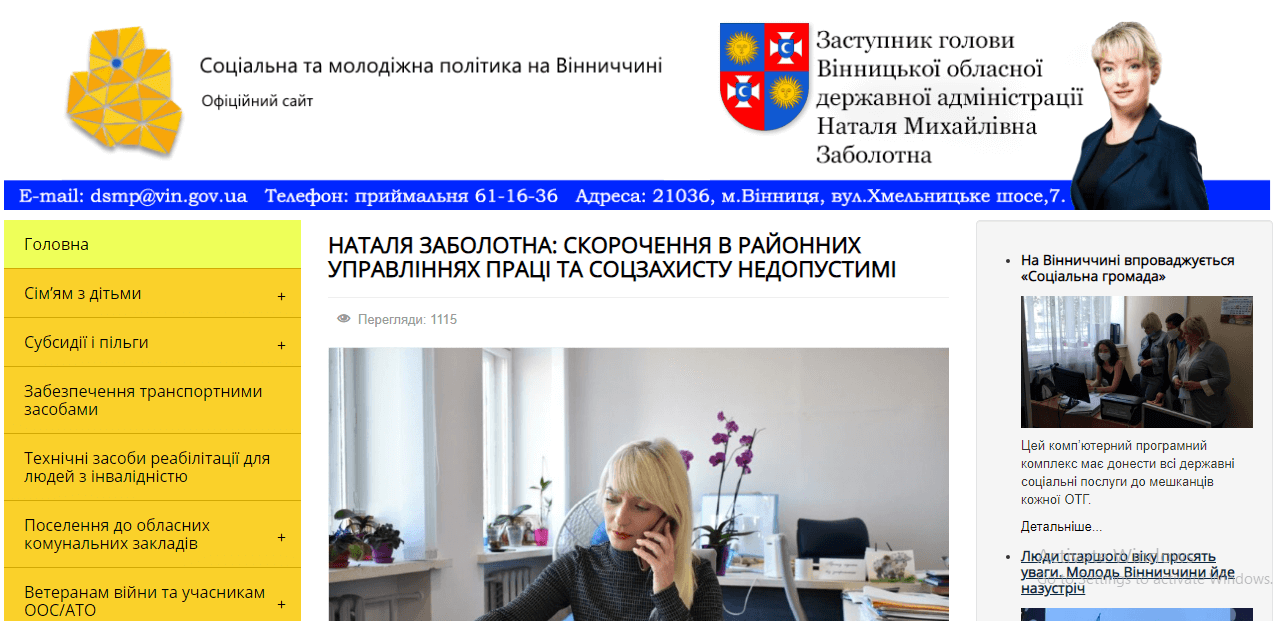 Соціальна та молодіжна політика на Вінниччині
Офіційний сайт
Заступник голови
Вінницької обласної
державної адміністрації
Наталя Михайлівна
Заболотна
E-mail: dsmp@vin.gov.ua Телефон: приймальня 61-16-36 Адреса: 21036, м.Вінниця, вул.Хмельницьке шосе,7.
Головна
Сім'ям з дітьми +
Субсидії і пільги +
Забезпечення транспортними
засобами
Технічні засоби реабілітації для
людей з інвалідністю
Поселення до обласних
комунальних закладів +
Ветеранам війни та учасникам
ООС/АТО +
НАТАЛЯ ЗАБОЛОТНА: СКОРОЧЕННЯ В РАЙОННИХ
УПРАВЛІННЯХ ПРАЦІ ТА СОЦЗАХИСТУ НЕДОПУСТИМІ
Перегляди: 1115
На Вінниччині впроваджується
«Соціальна громада»
Цей комп'ютерний програмний
комплекс має донести всі державні
соціальні послуги до мешканців
кожної ОТГ.
Детальніше...
Люди старшого віку просять
уваги. Молодь Вінниччини йде
назустріч
Activate Windows
Go to Settings to activate Windows.